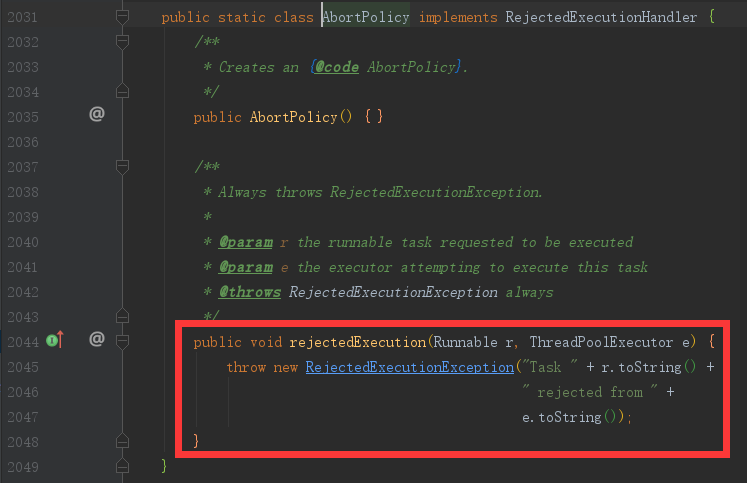 2031 public static class AbortPolicy implements RejectedExecutionHandler {
2032 /**
2033 * Creates an {@code AbortPolicy}.
2034 */
2035 @ public AbortPolicy() { }
2036
2037 /**
2038 * Always throws RejectedExecutionException.
2039 *
2040 * @param r the runnable task requested to be executed
2041 * @param e the executor attempting to execute this task
2042 * @throws RejectedExecutionException always
2043 */
2044 @ public void rejectedExecution(Runnable r, ThreadPoolExecutor e) {
2045 throw new RejectedExecutionException("Task " + r.toString() +
2046 " rejected from " +
2047 e.toString());
2048 }
2049 }